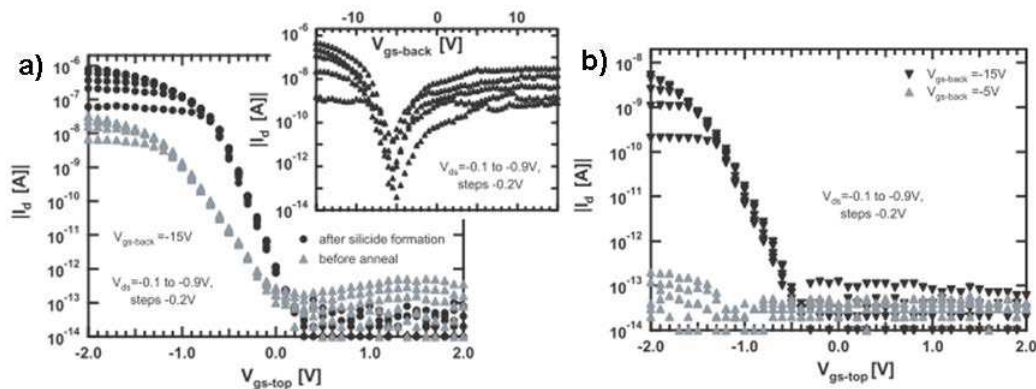 a)
10⁻⁶
10⁻⁷
10⁻⁸
10⁻⁹
10⁻¹⁰
10⁻¹¹
10⁻¹²
10⁻¹³
10⁻¹⁴
|I_d [A]|
-2.0 -1.0 0.0 1.0 2.0
V_gs-top [V]
V_gs-back =-15V
V_ds=-0.1 to -0.9V,
steps -0.2V
after silicide formation
before anneal
-10 0 10
V_gs-back [V]
10⁻⁶
10⁻⁸
10⁻¹⁰
10⁻¹²
10⁻¹⁴
|I_d [A]|
V_ds=-0.1 to -0.9V,
steps -0.2V
b)
10⁻⁸
10⁻⁹
10⁻¹⁰
10⁻¹¹
10⁻¹²
10⁻¹³
10⁻¹⁴
|I_d [A]|
V_gs-back =-15V
V_gs-back =-5V
V_ds=-0.1 to -0.9V,
steps -0.2V
-2.0 -1.0 0.0 1.0 2.0
V_gs-top [V]